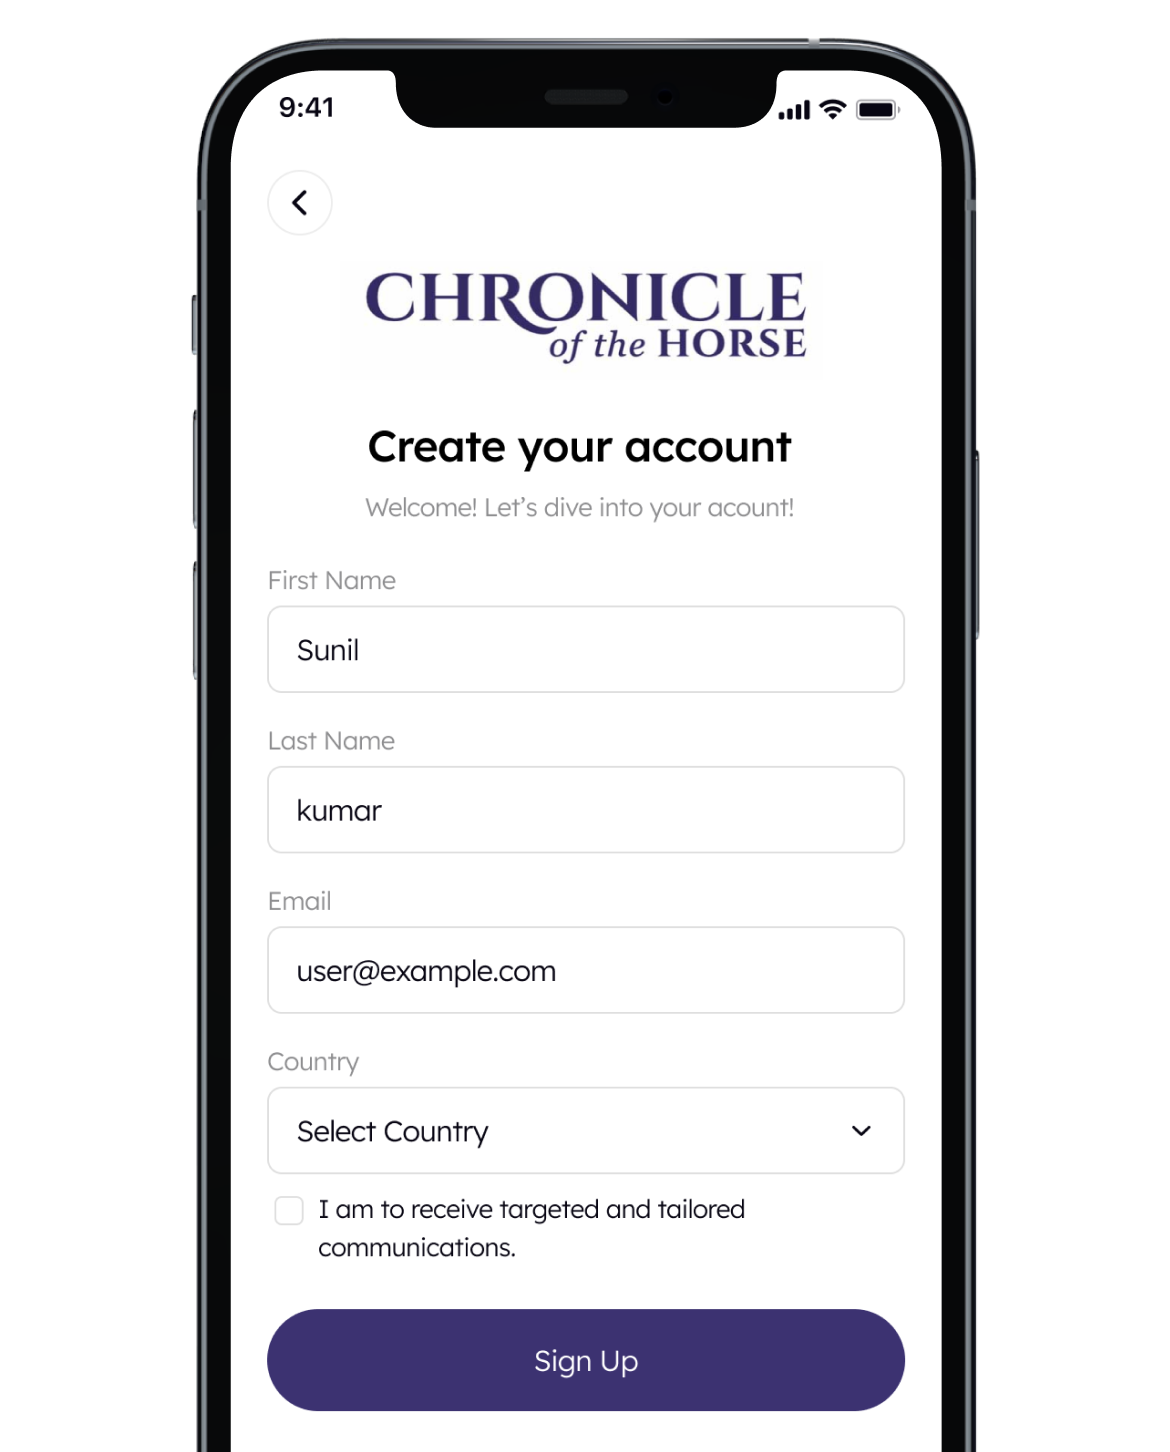 9:41
CHRONICLE
of the HORSE
Create your account
Welcome! Let’s dive into your acount!
First Name
Sunil
Last Name
kumar
Email
user@example.com
Country
Select Country
I am to receive targeted and tailored
communications.
Sign Up